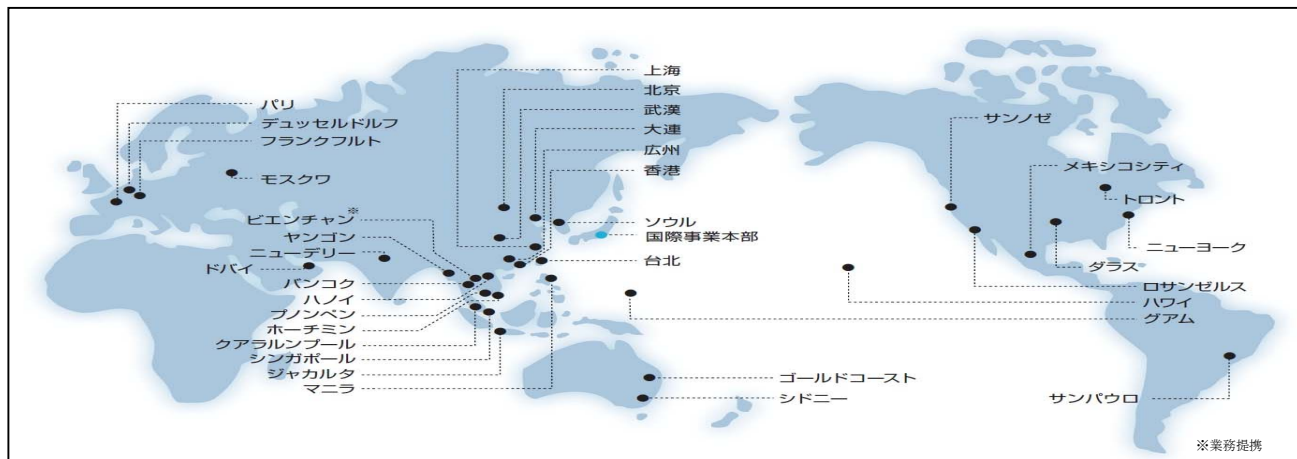 上海
北京
武漢
大連
広州
香港
パリ
デュッセルドルフ
フランクフルト
モスクワ
ビエンチャン※
ヤンゴン
ニューデリー
ドバイ
バンコク
ハノイ
プノンペン
ホーチミン
クアラルンプール
シンガポール
ジャカルタ
マニラ
ソウル
国際事業本部
台北
ゴールドコースト
シドニー
サンノゼ
メキシコシティ
トロント
ニューヨーク
ダラス
ロサンゼルス
ハワイ
グアム
サンパウロ
※業務提携